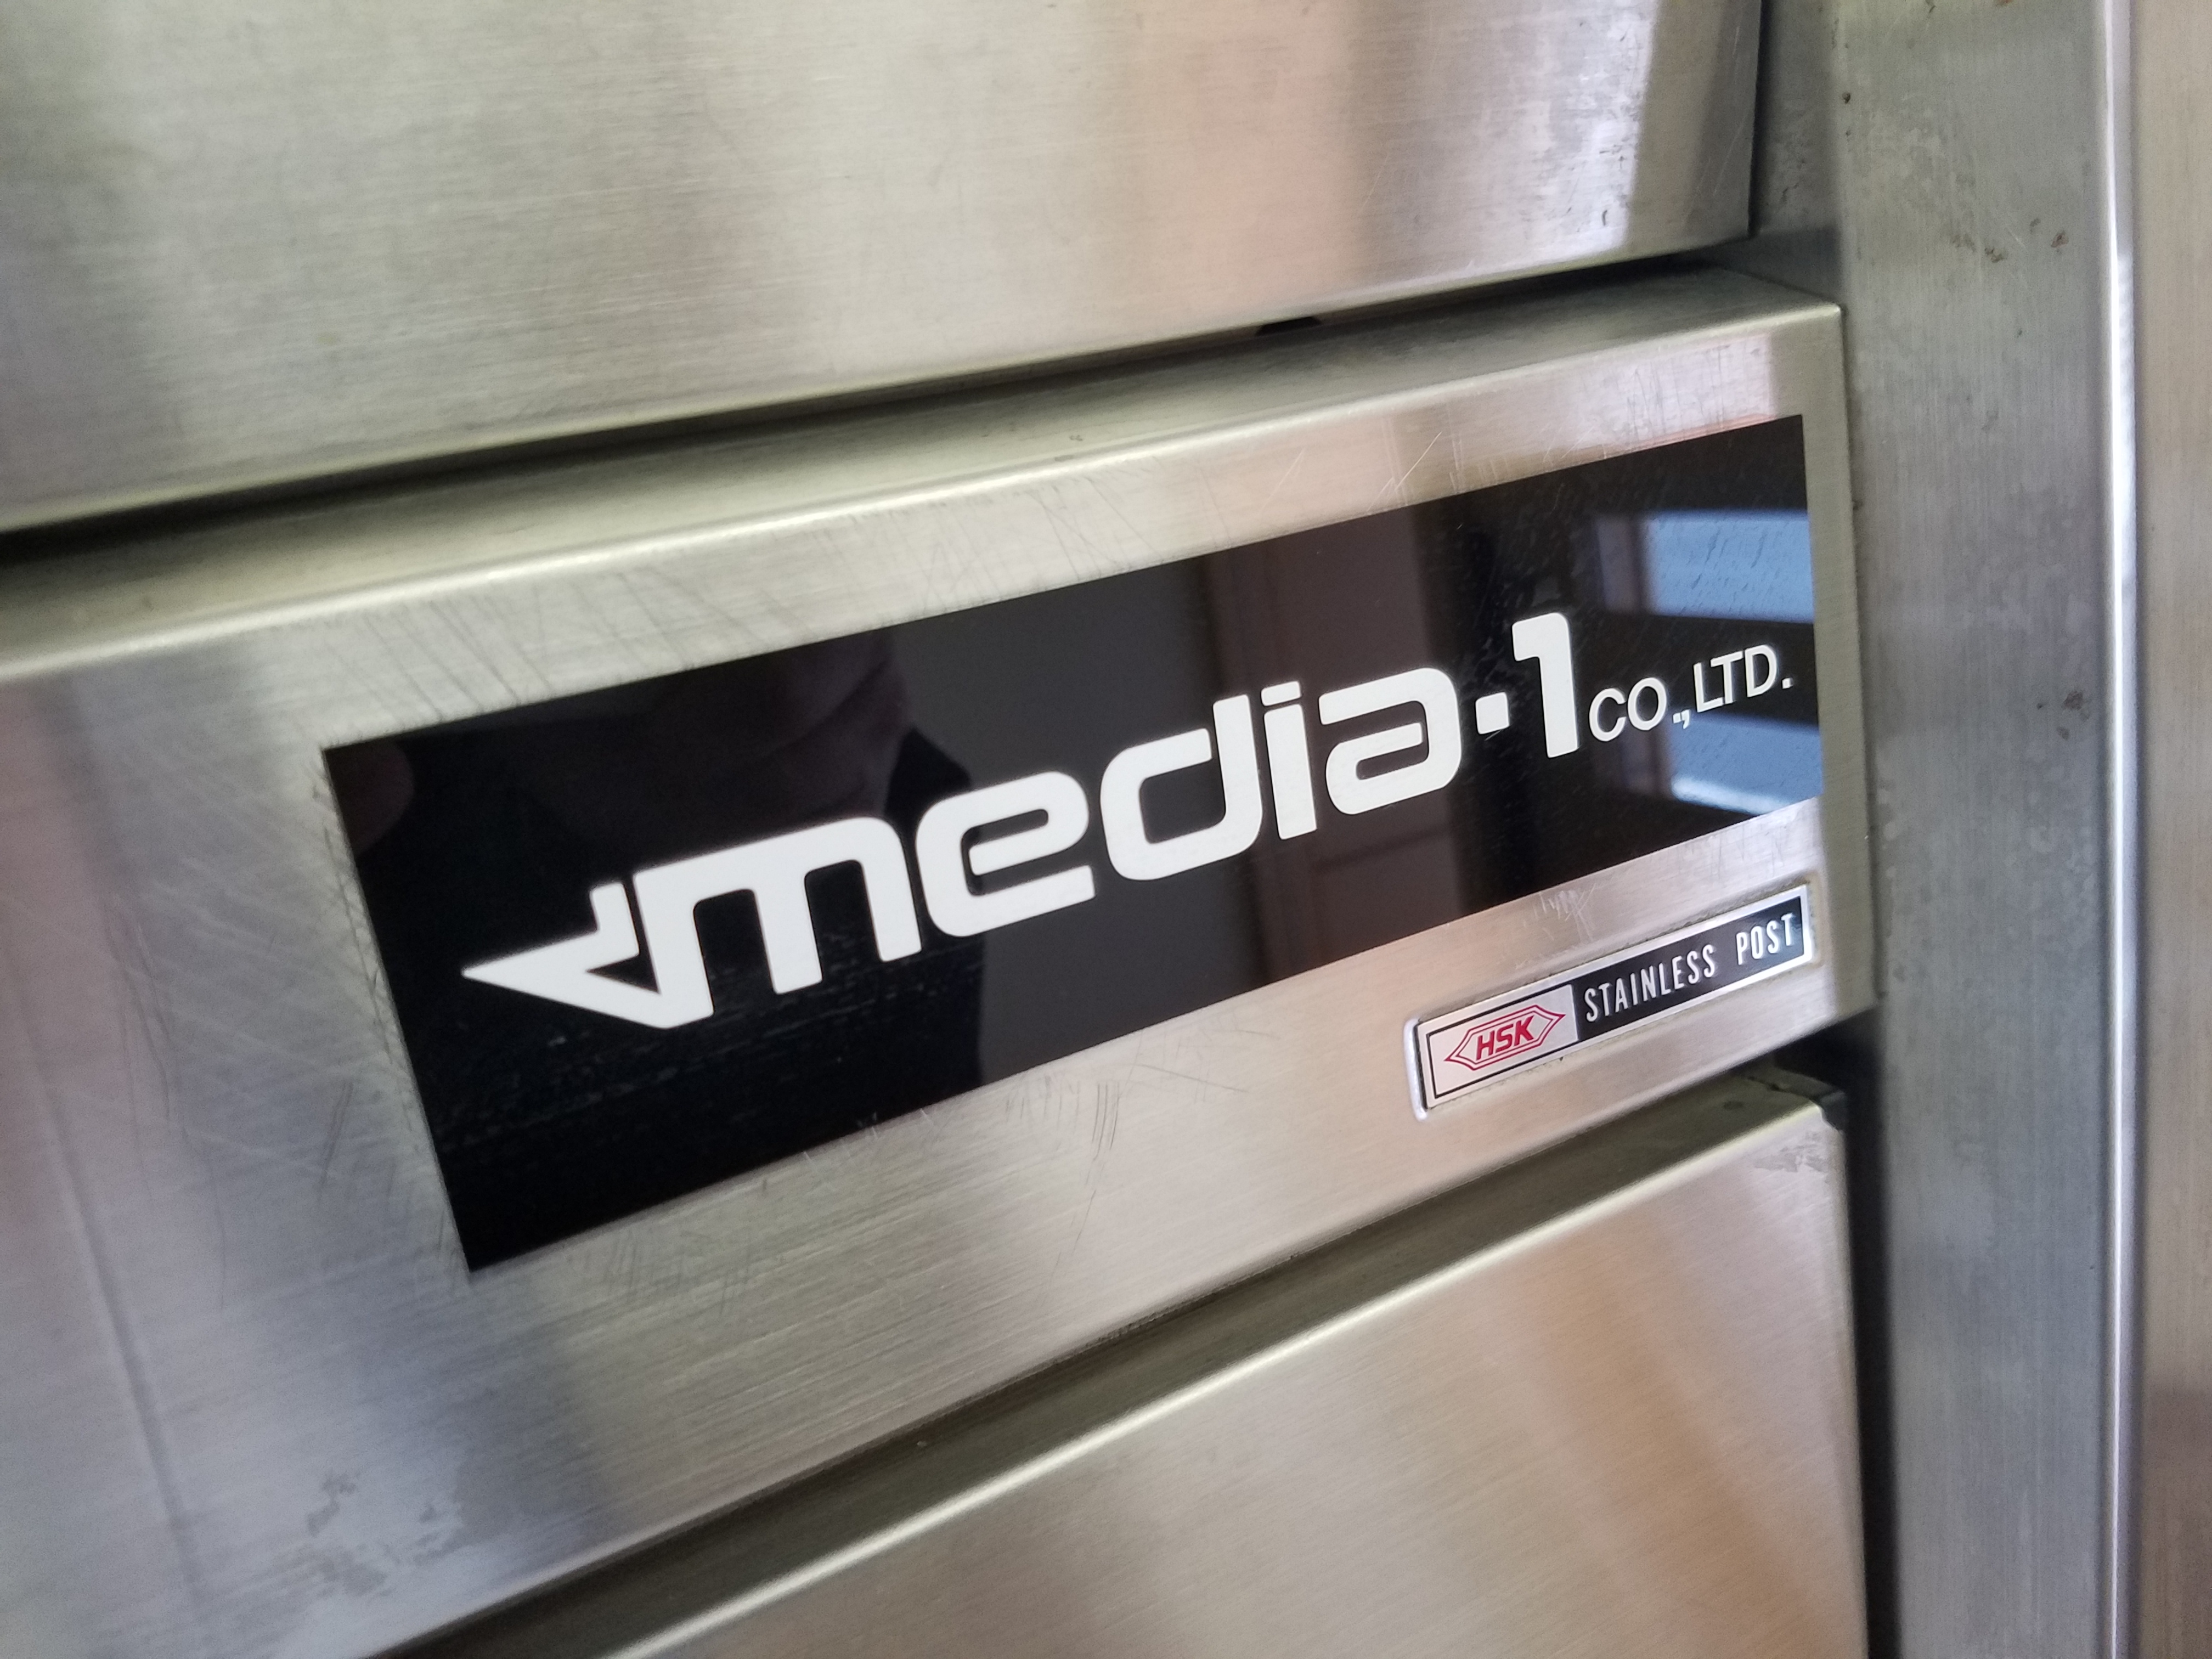 media·1 CO.,LTD.
HSK STAINLESS POST